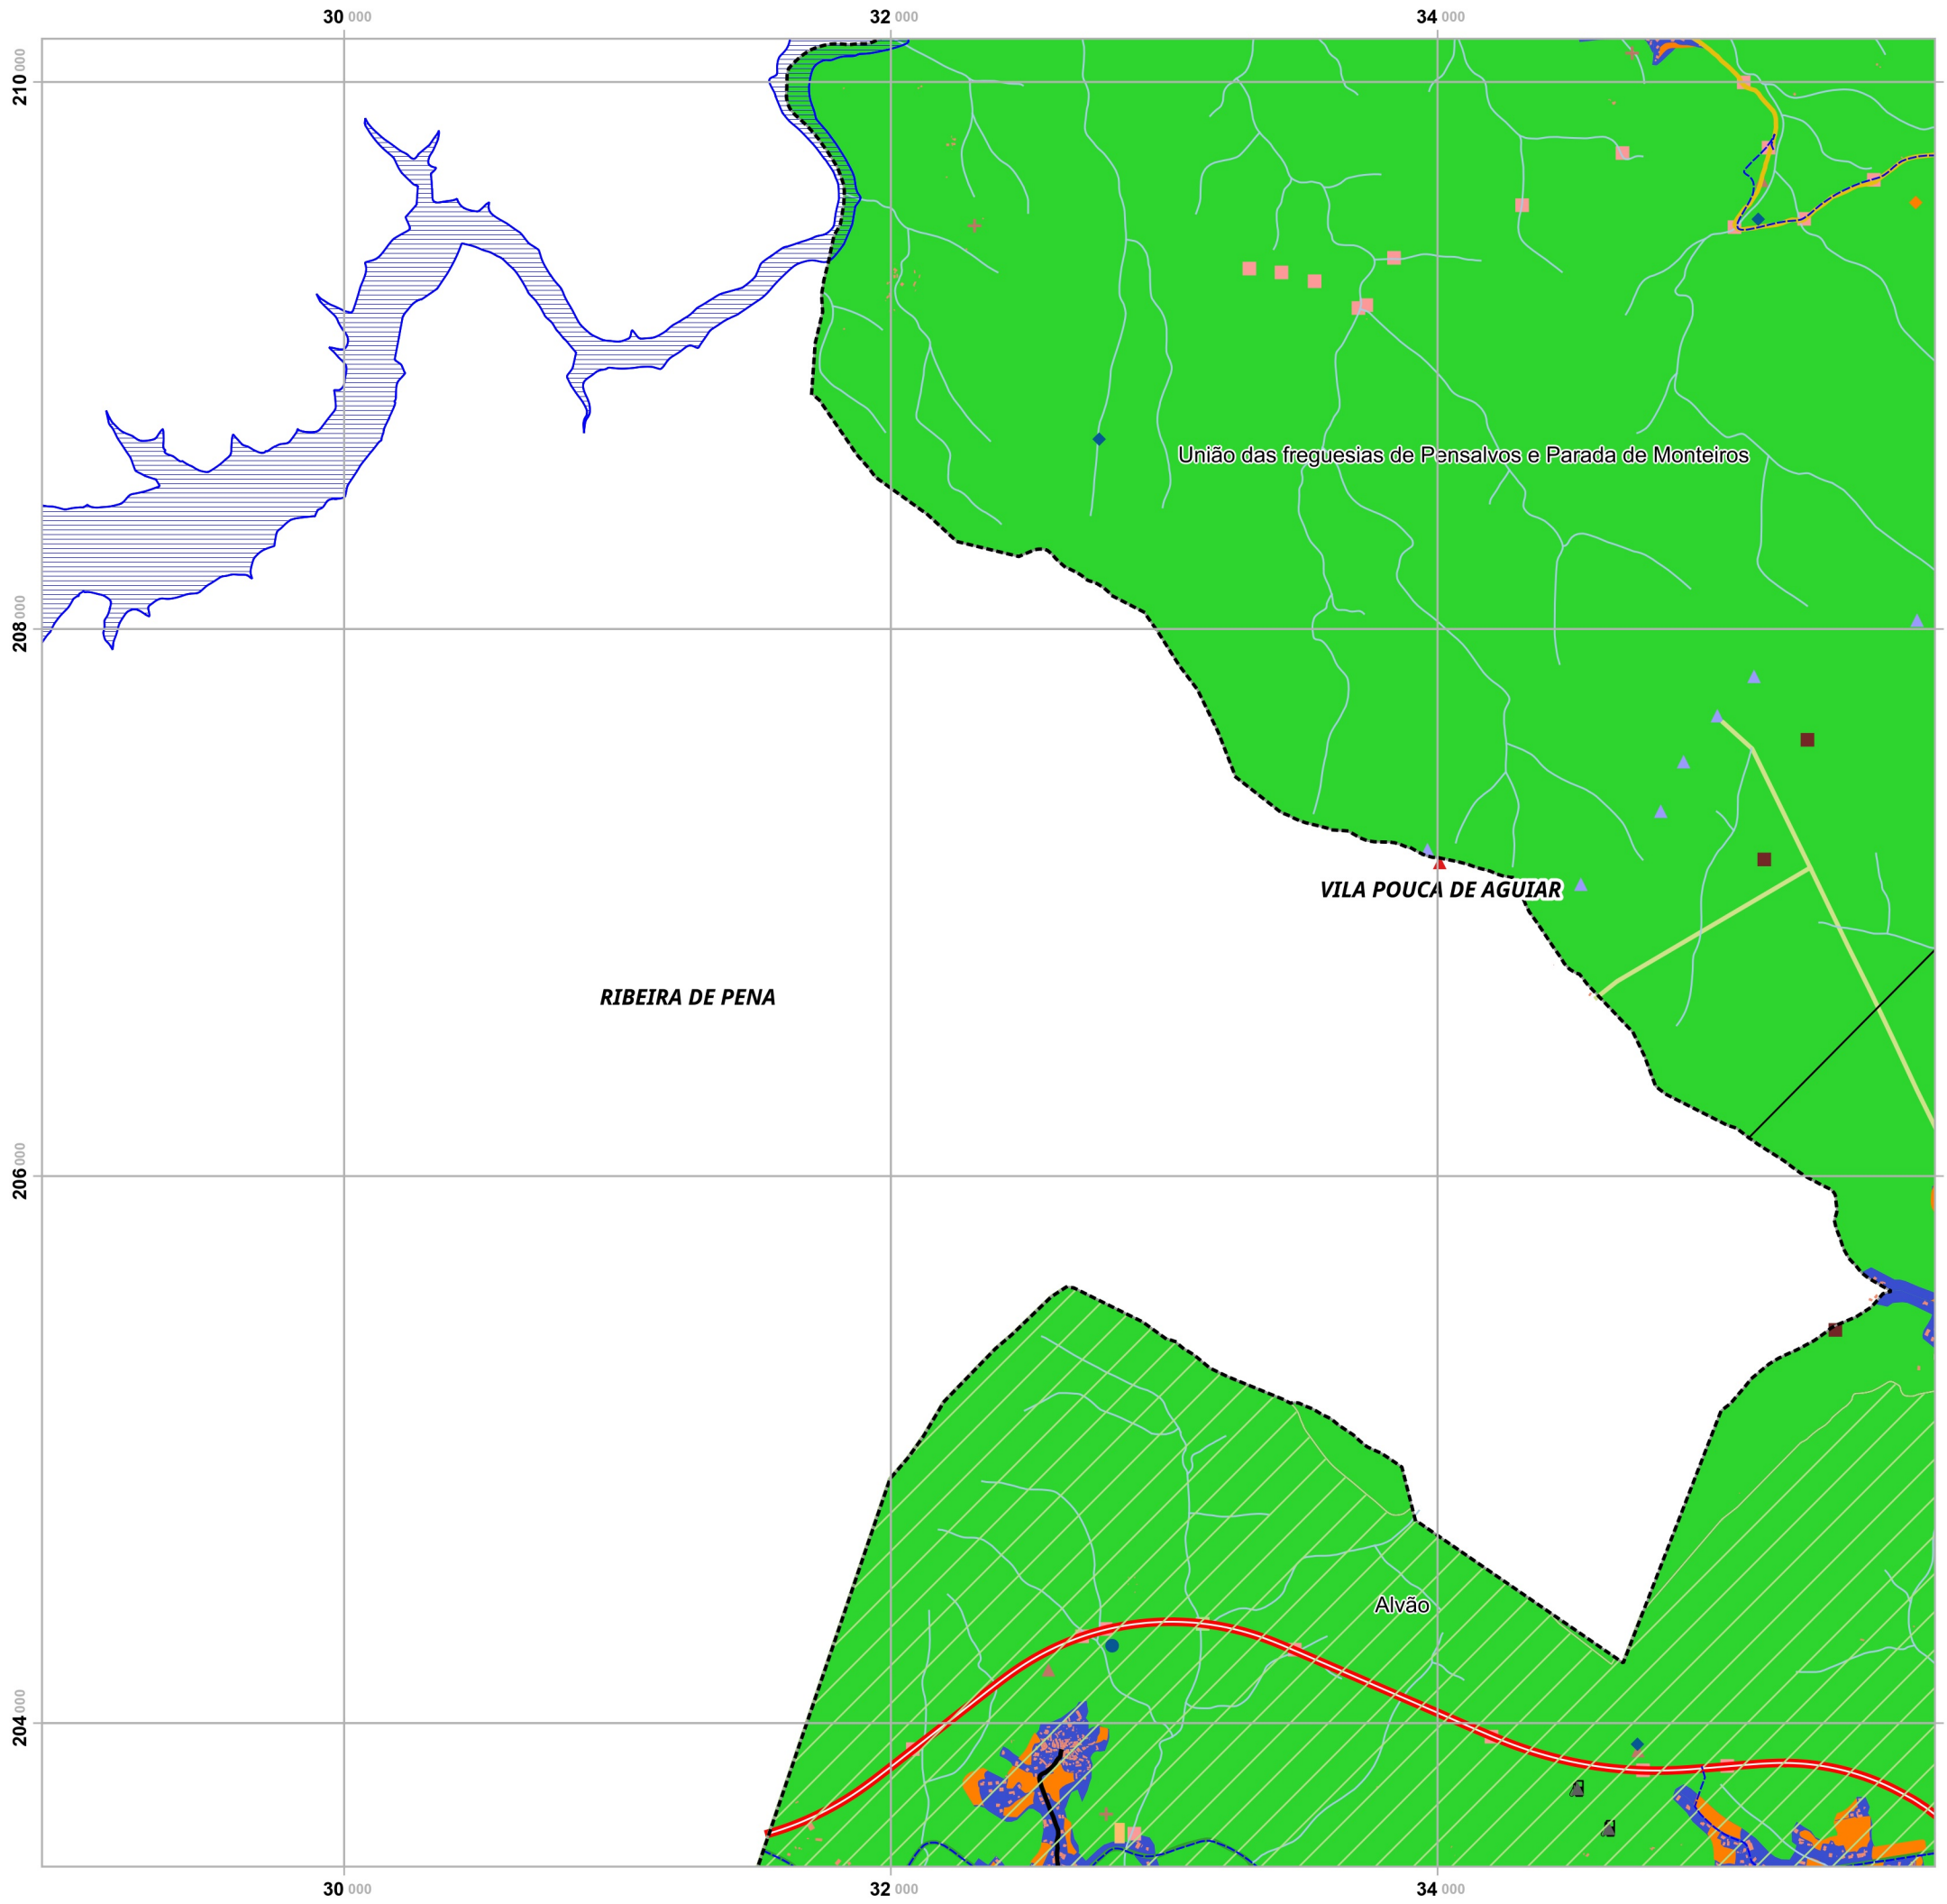 30 000 32 000 34 000
210 000
União das freguesias de Pensalvos e Parada de Monteiros
208 000
VILA POUCA DE AGUIAR
RIBEIRA DE PENA
206 000
Alvão
204 000
30 000 32 000 34 000